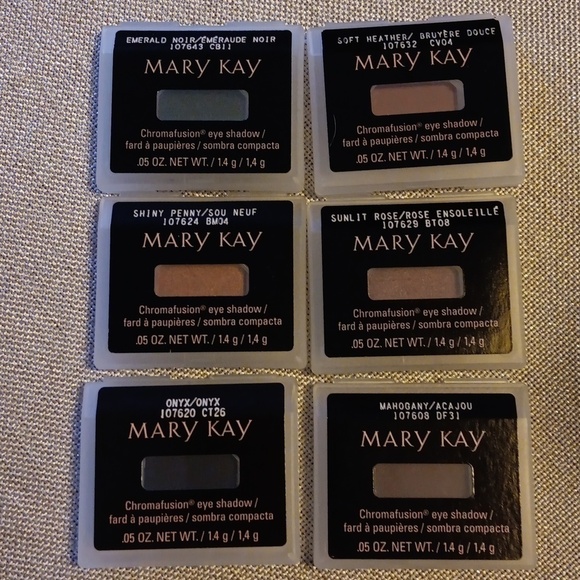 EMERALD NOIR/ÉMÉRAUDE NOIR
107643 CB11
MARY KAY
Chromafusion® eye shadow /
fard à paupières / sombra compacta
.05 OZ. NET WT. / 1.4 g / 1,4 g
SOFT HEATHER/ BRUYÈRE DOUCE
107632 CV04
MARY KAY
Chromafusion® eye shadow /
fard à paupières / sombra compacta
.05 OZ. NET WT. / 1.4 g / 1,4 g
SHINY PENNY/SOU NEUF
107624 BM04
MARY KAY
Chromafusion® eye shadow /
fard à paupières / sombra compacta
.05 OZ. NET WT. / 1.4 g / 1,4 g
SUNLIT ROSE/ROSE ENSOLEILLÉ
107629 BT08
MARY KAY
Chromafusion® eye shadow /
fard à paupières / sombra compacta
.05 OZ. NET WT. / 1.4 g / 1,4 g
ONYX/ONYX
107620 CT26
MARY KAY
Chromafusion® eye shadow /
fard à paupières / sombra compacta
.05 OZ. NET WT. / 1.4 g / 1,4 g
MAHOGANY/ACAJOU
107608 DF31
MARY KAY
Chromafusion® eye shadow /
fard à paupières / sombra compacta
.05 OZ. NET WT. / 1.4 g / 1,4 g